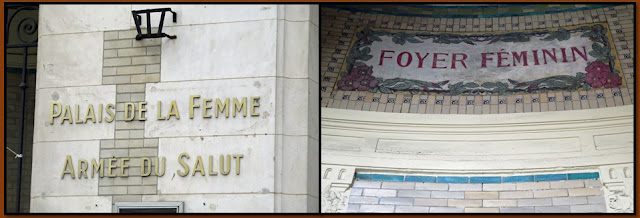 PALAIS DE LA FEMME
ARMÉE DU SALUT
FOYER FÉMININ